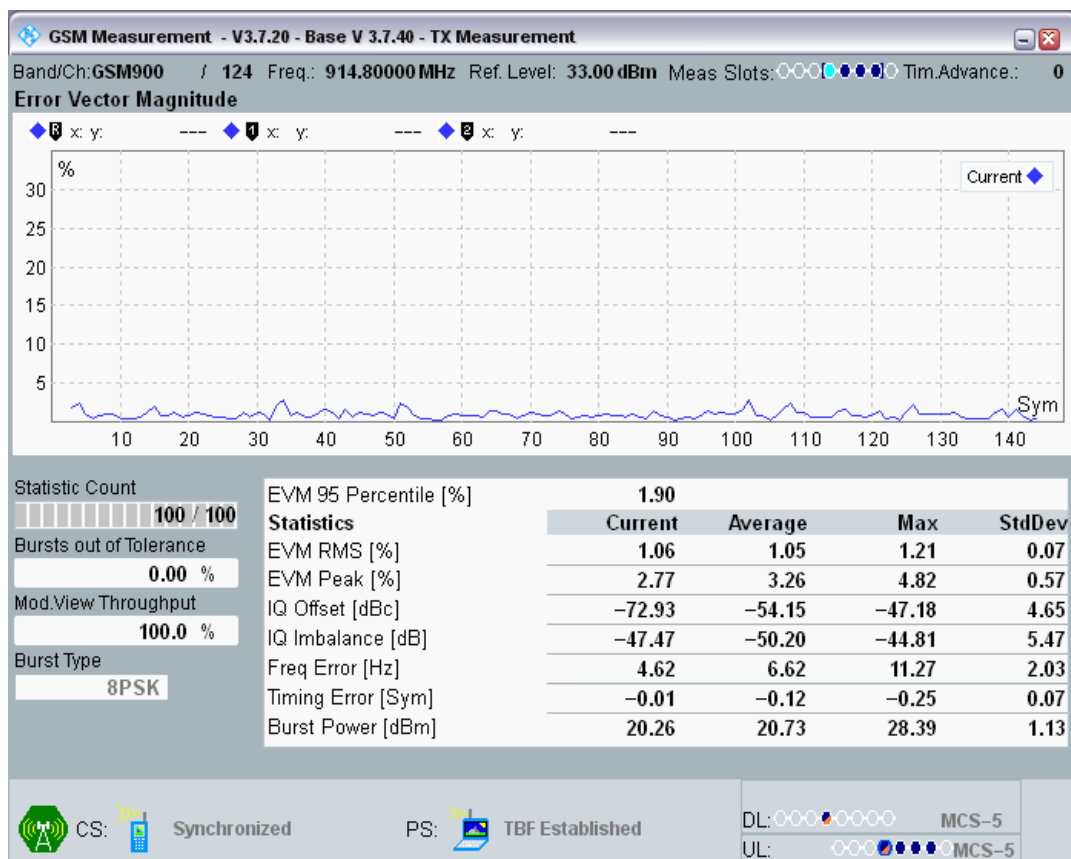 GSM Measurement - V3.7.20 - Base V 3.7.40 - TX Measurement
Band/Ch:GSM900 / 124 Freq.: 914.80000 MHz Ref. Level: 33.00 dBm Meas Slots: Tim.Advance.: 0
Error Vector Magnitude
R x: y: --- 1 x: y: --- 2 x: y: ---
%
Current
30
25
20
15
10
5
Sym
10 20 30 40 50 60 70 80 90 100 110 120 130 140
Statistic Count
100 / 100
Bursts out of Tolerance
0.00 %
Mod.View Throughput
100.0 %
Burst Type
8PSK
EVM 95 Percentile [%] 1.90
Statistics Current Average Max StdDev
EVM RMS [%] 1.06 1.05 1.21 0.07
EVM Peak [%] 2.77 3.26 4.82 0.57
IQ Offset [dBc] −72.93 −54.15 −47.18 4.65
IQ Imbalance [dB] −47.47 −50.20 −44.81 5.47
Freq Error [Hz] 4.62 6.62 11.27 2.03
Timing Error [Sym] −0.01 −0.12 −0.25 0.07
Burst Power [dBm] 20.26 20.73 28.39 1.13
CS: Synchronized PS: TBF Established
DL: MCS−5
UL: MCS−5